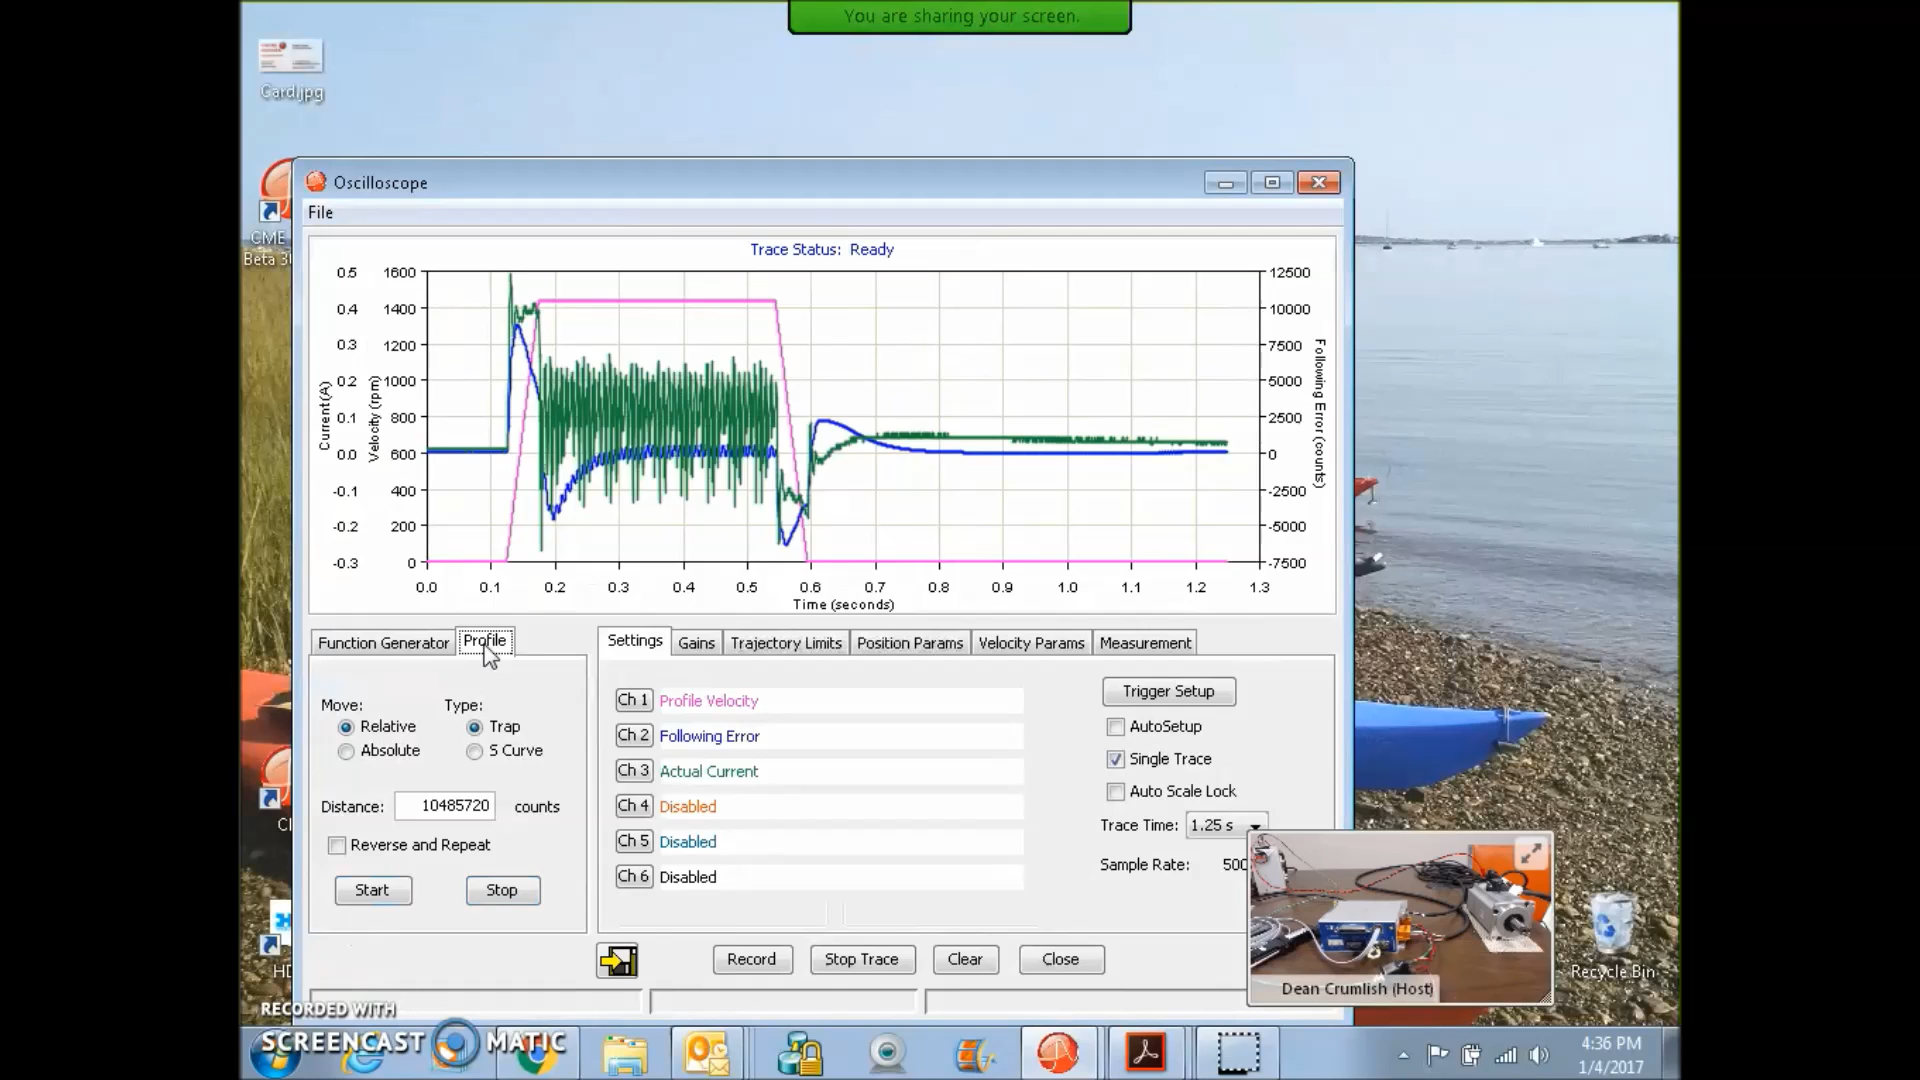 You are sharing your screen.
Card.jpg
Oscilloscope
CME
Beta 3
File
Trace Status: Ready
0.5 1600 12500
0.4 1400 10000
0.3 1200 7500
0.2 1000 5000
0.1 800 2500
0.0 600 0
-0.1 400 -2500
-0.2 200 -5000
-0.3 0 -7500
Current (A)
Velocity (rpm)
Following Error (counts)
0.0 0.1 0.2 0.3 0.4 0.5 0.6 0.7 0.8 0.9 1.0 1.1 1.2 1.3
Time (seconds)
Function Generator Profile
Settings Gains Trajectory Limits Position Params Velocity Params Measurement
Move: Type:
Relative Trap
Absolute S Curve
Distance: 10485720 counts
Reverse and Repeat
Start Stop
Ch 1 Profile Velocity
Ch 2 Following Error
Ch 3 Actual Current
Ch 4 Disabled
Ch 5 Disabled
Ch 6 Disabled
Trigger Setup
AutoSetup
Single Trace
Auto Scale Lock
Trace Time: 1.25 s
Sample Rate: 500
Record Stop Trace Clear Close
Dean Crumlish (Host)
Recycle Bin
RECORDED WITH
SCREENCAST MATIC
4:36 PM
1/4/2017